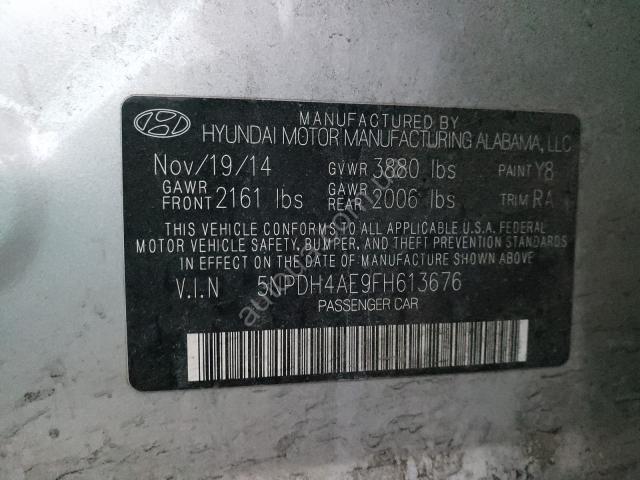 MANUFACTURED BY
HYUNDAI MOTOR MANUFACTURING ALABAMA, LLC
Nov/19/14 GVWR 3880 lbs PAINT Y8
GAWR FRONT 2161 lbs GAWR REAR 2006 lbs TRIM RA
THIS VEHICLE CONFORMS TO ALL APPLICABLE U.S.A. FEDERAL
MOTOR VEHICLE SAFETY, BUMPER, AND THEFT PREVENTION STANDARDS
IN EFFECT ON THE DATE OF MANUFACTURE SHOWN ABOVE.
V.I.N 5NPDH4AE9FH613676
PASSENGER CAR